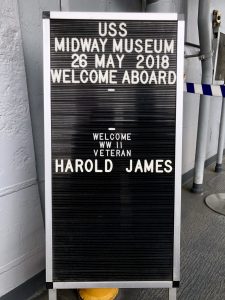 USS
MIDWAY MUSEUM
26 MAY 2018
WELCOME ABOARD
-
-
WELCOME
WW II
VETERAN
HAROLD JAMES